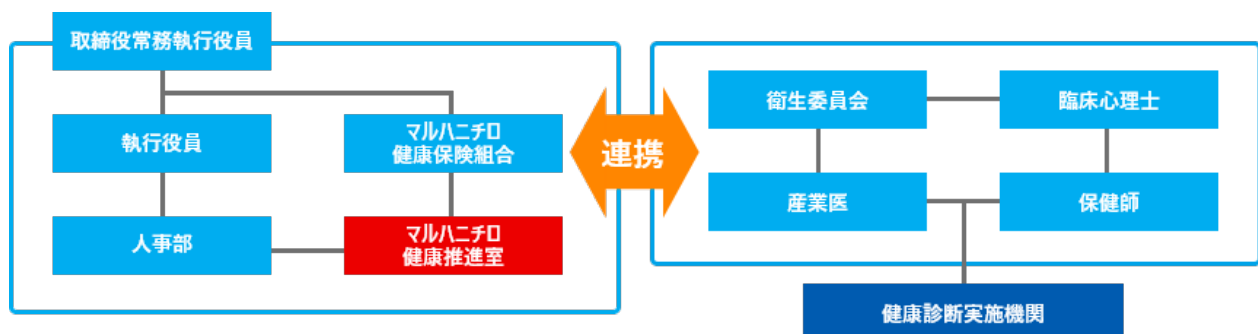 取締役常務執行役員
執行役員
マルハニチロ
健康保険組合
人事部
マルハニチロ
健康推進室
連携
衛生委員会
臨床心理士
産業医
保健師
健康診断実施機関